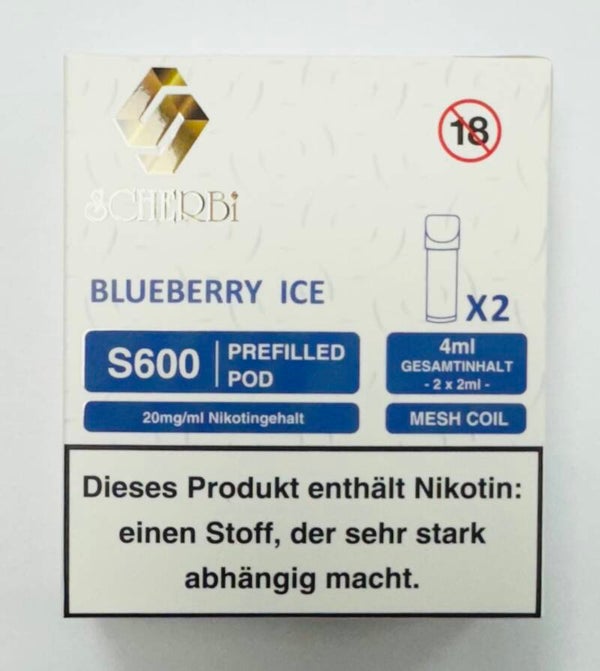 18
SCHERBi
BLUEBERRY ICE
X2
S600
PREFILLED
POD
4ml
GESAMTINHALT
- 2 x 2ml -
20mg/ml Nikotingehalt
MESH COIL
Dieses Produkt enthält Nikotin:
einen Stoff, der sehr stark
abhängig macht.